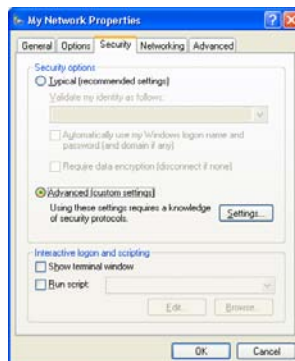 My Network Properties
General Options Security Networking Advanced
Security options
Typical (recommended settings)
Validate my identity as follows:
Automatically use my Windows logon name and
password (and domain if any)
Require data encryption (disconnect if none)
Advanced (custom settings)
Using these settings requires a knowledge
of security protocols.
Settings...
Interactive logon and scripting
Show terminal window
Run script:
Edit... Browse...
OK Cancel